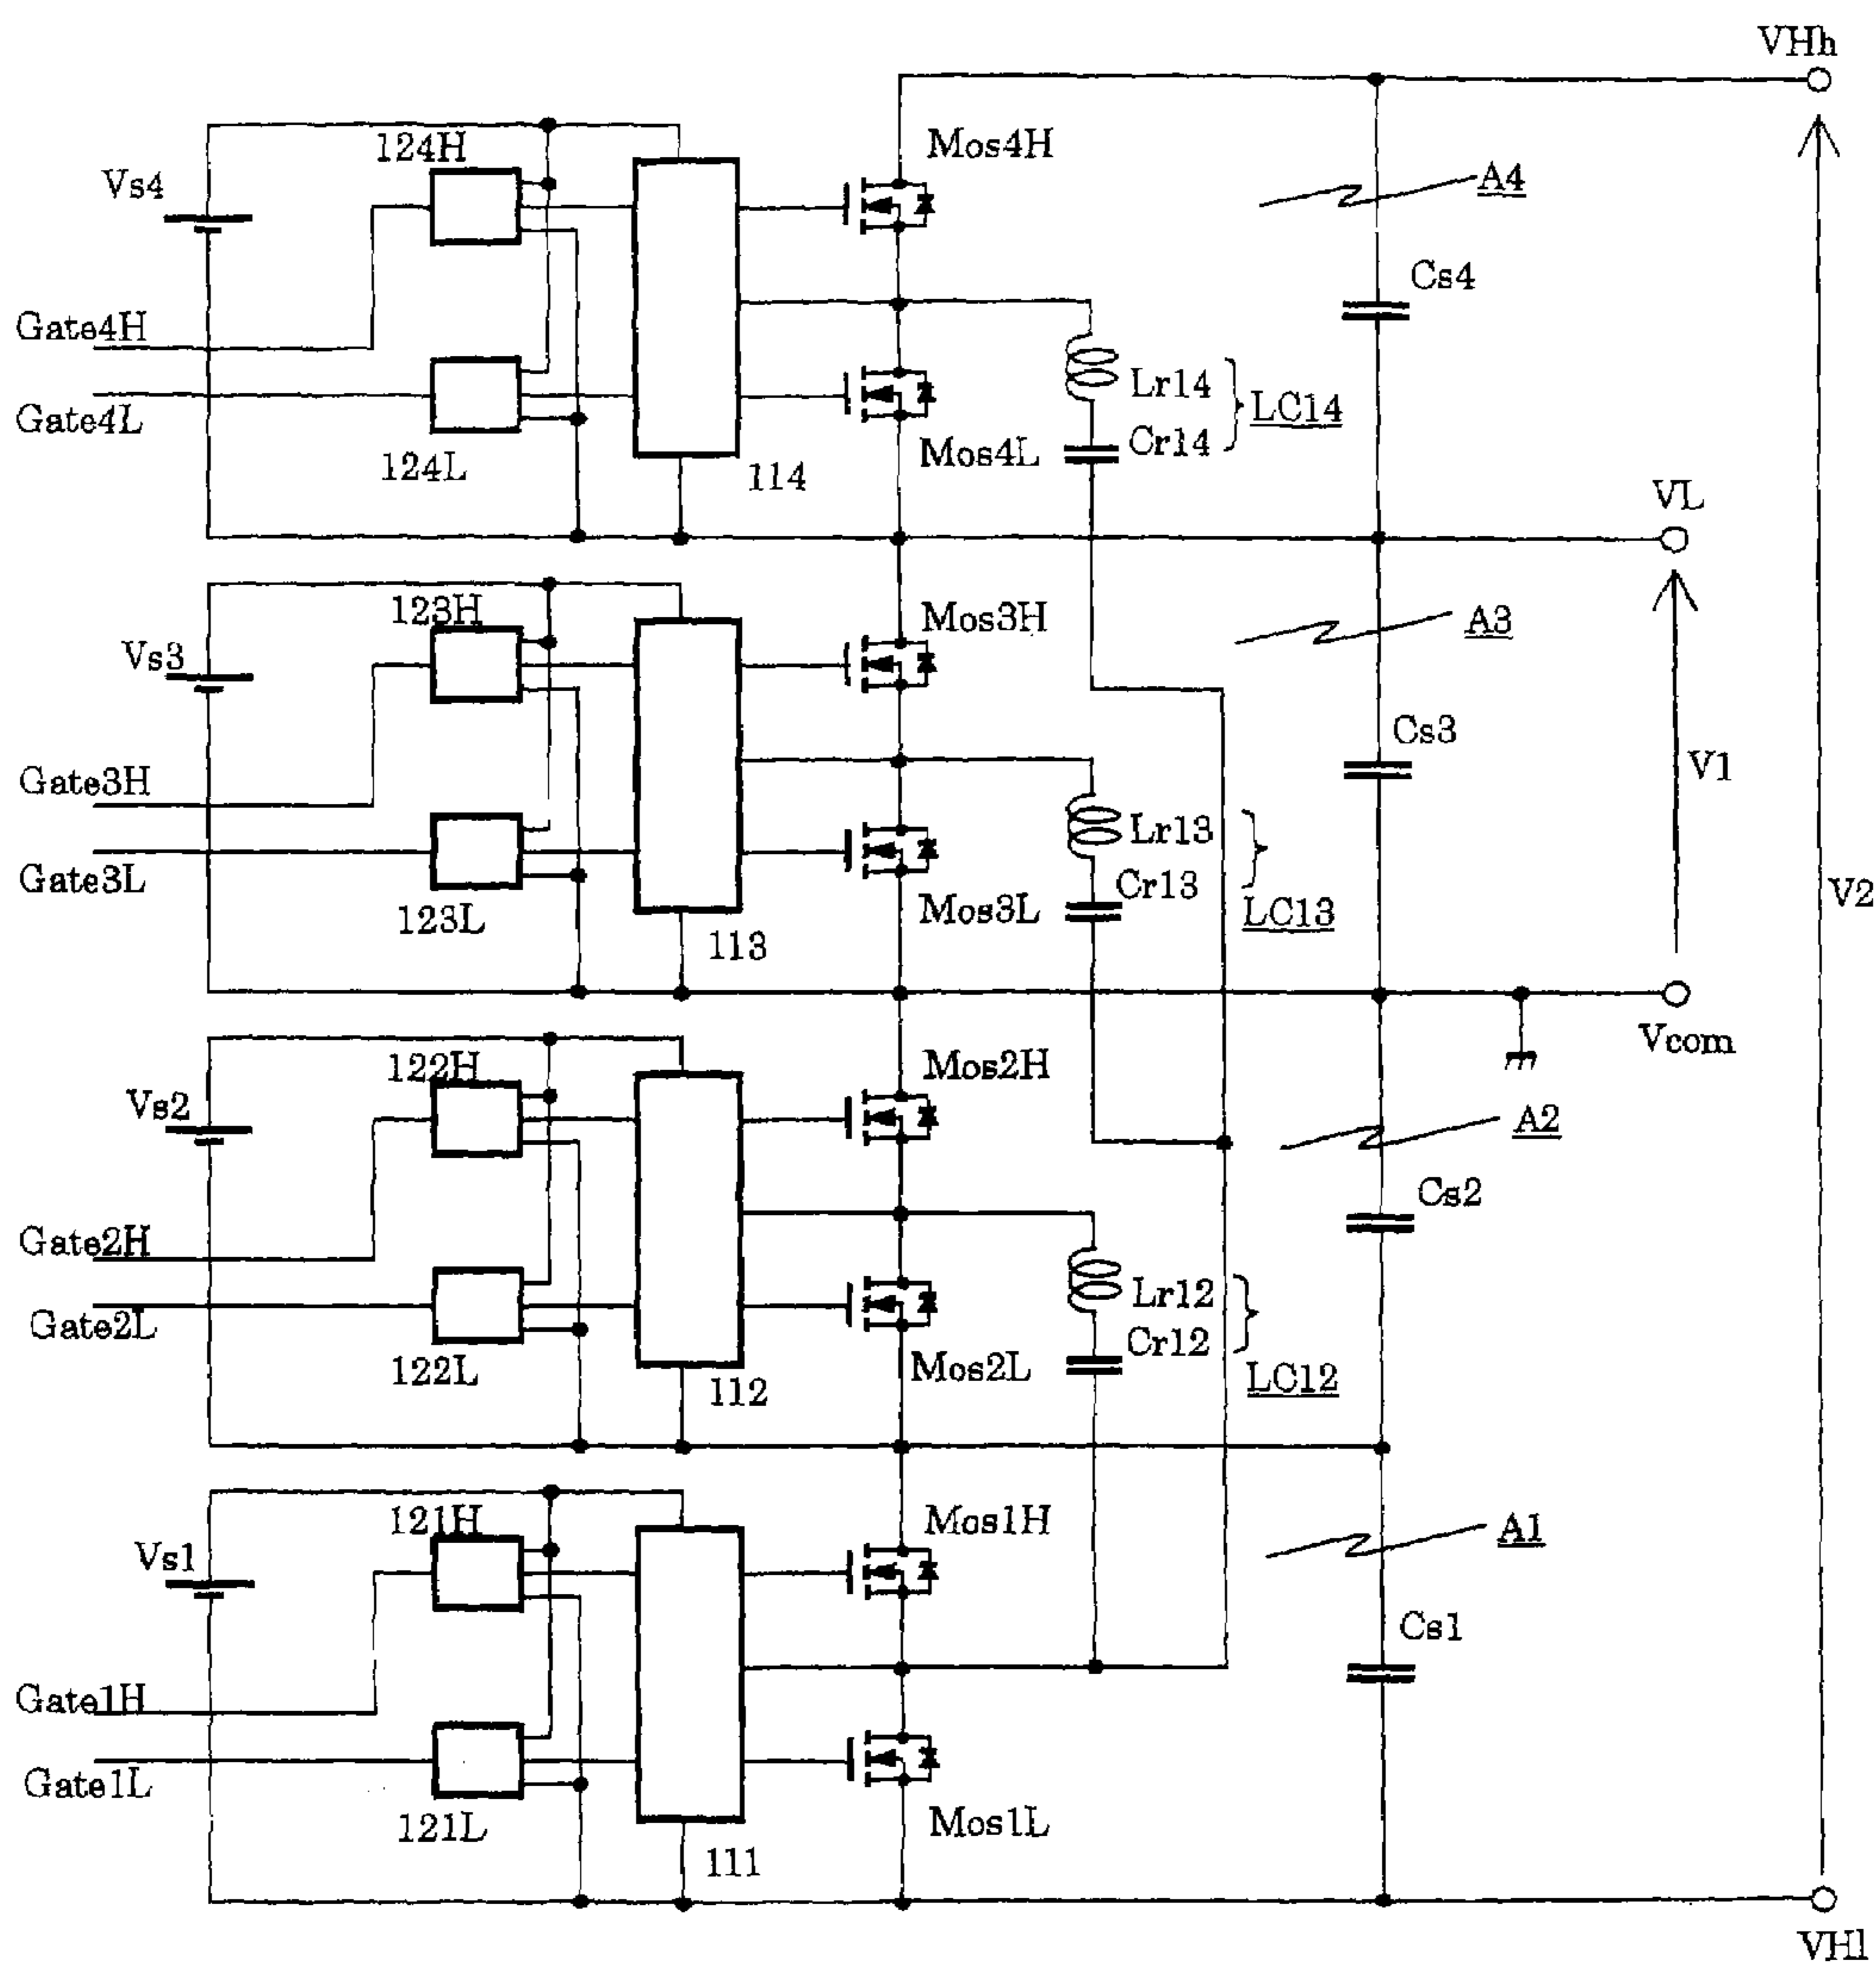 VHh
Mos4H
124H
Vs4
A4
Cs4
Gate4H
Lr14
LC14
Gate4L
Cr14
Mos4L
124L
114
VL
123H
Mos3H
A3
Vs3
Cs3
V1
Gate3H
Lr13
Gate3L
Cr13
V2
Mos3L
LC13
123L
113
Vcom
122H
Mos2H
Vs2
A2
Cs2
Gate2H
Lr12
Gate2L
Cr12
122L
Mos2L
LC12
112
121H
Mos1H
A1
Vs1
Cs1
Gate1H
Gate1L
121L
Mos1L
111
VHl